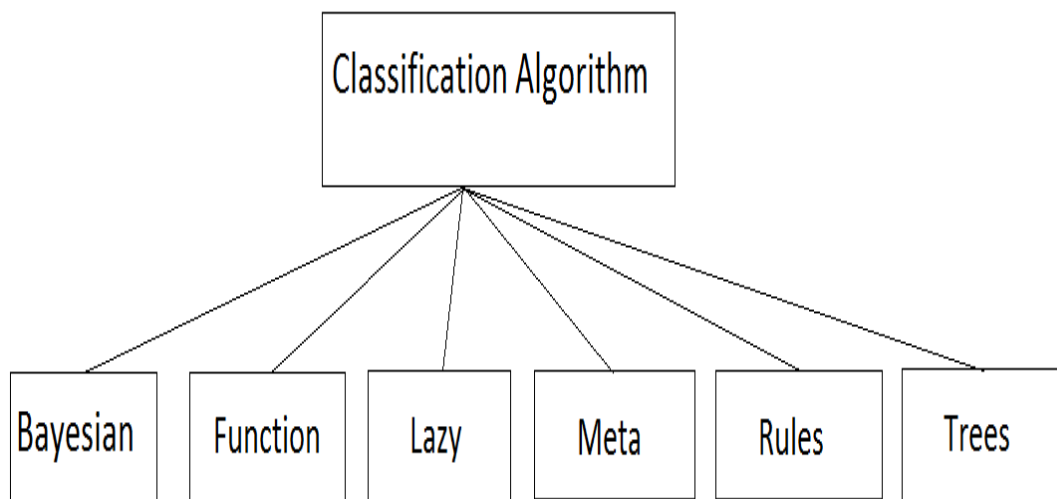 Classification Algorithm
Bayesian
Function
Lazy
Meta
Rules
Trees